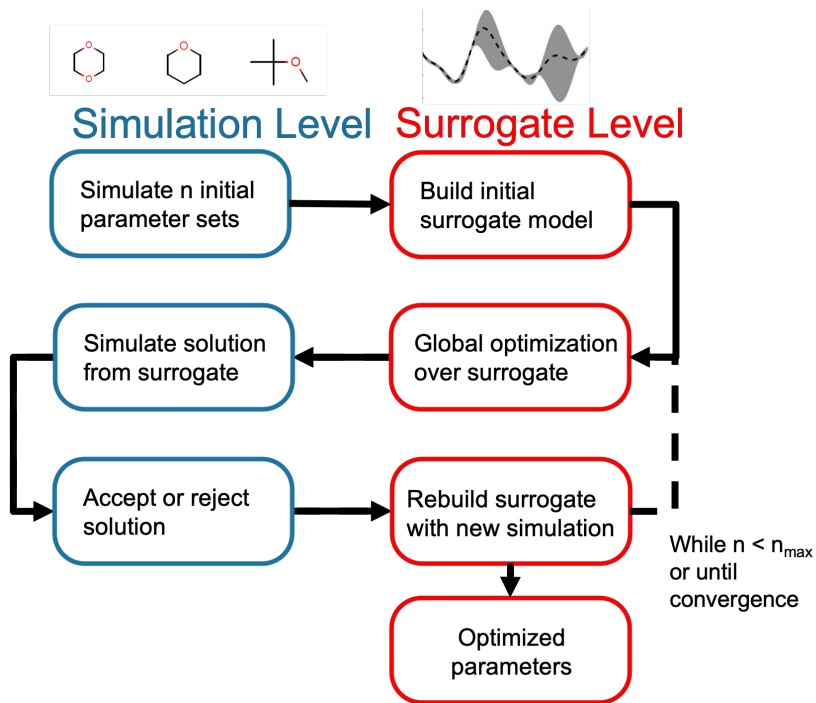 O
O
O
O
Simulation Level
Surrogate Level
Simulate n initial
parameter sets
Build initial
surrogate model
Simulate solution
from surrogate
Global optimization
over surrogate
Accept or reject
solution
Rebuild surrogate
with new simulation
While n < nmax
or until
convergence
Optimized
parameters